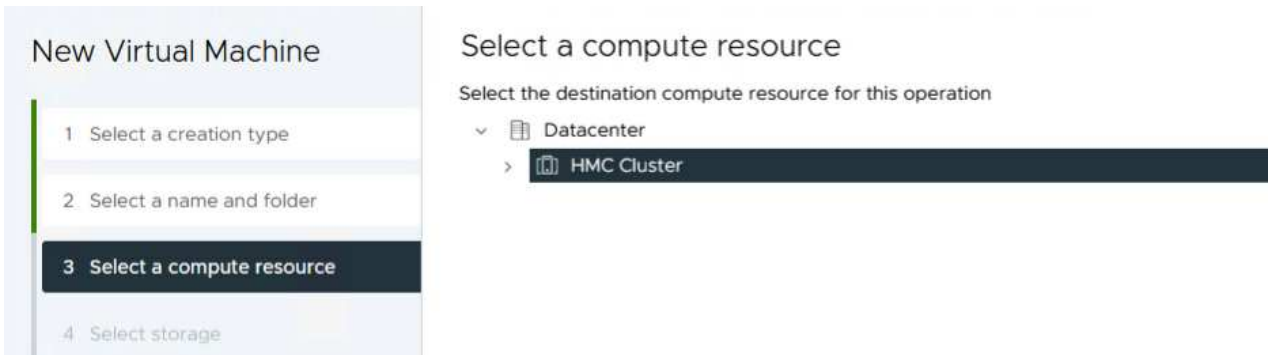 New Virtual Machine
1 Select a creation type
2 Select a name and folder
3 Select a compute resource
4 Select storage
Select a compute resource
Select the destination compute resource for this operation
Datacenter
HMC Cluster